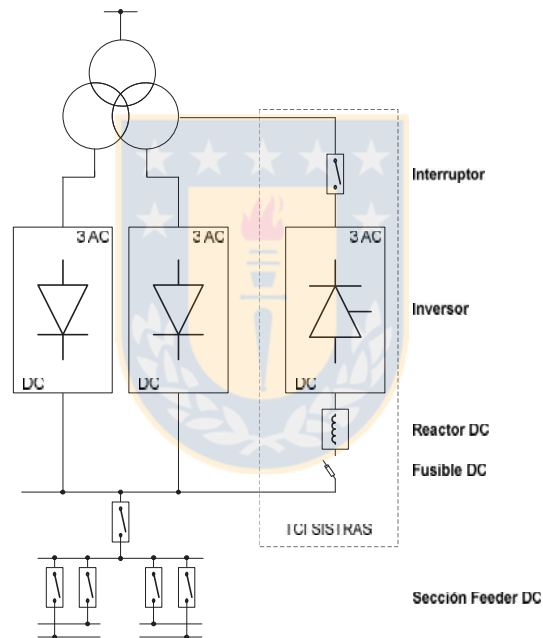 Interruptor
3 AC
3 AC
3 AC
Inversor
DC
DC
DC
Reactor DC
Fusible DC
TCI SISTRAS
Sección Feeder DC